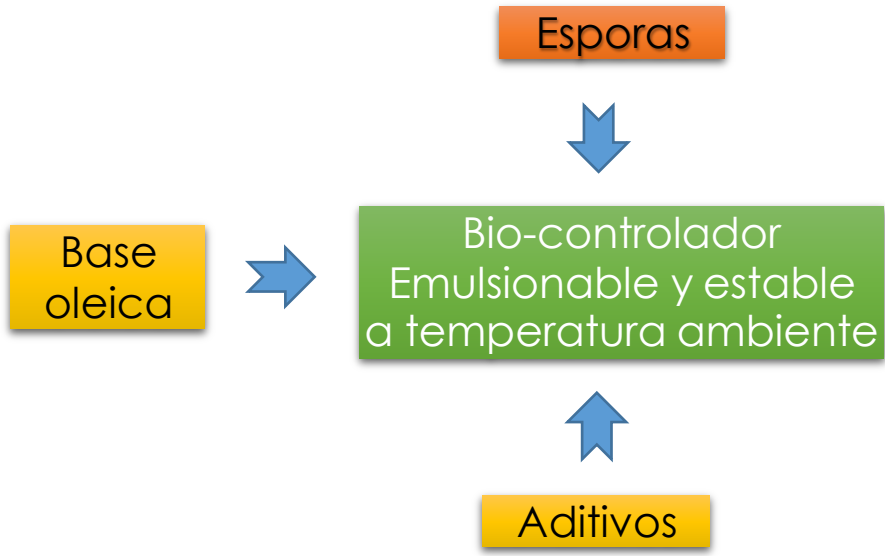 Esporas
Base
oleica
Bio-controlador
Emulsionable y estable
a temperatura ambiente
Aditivos